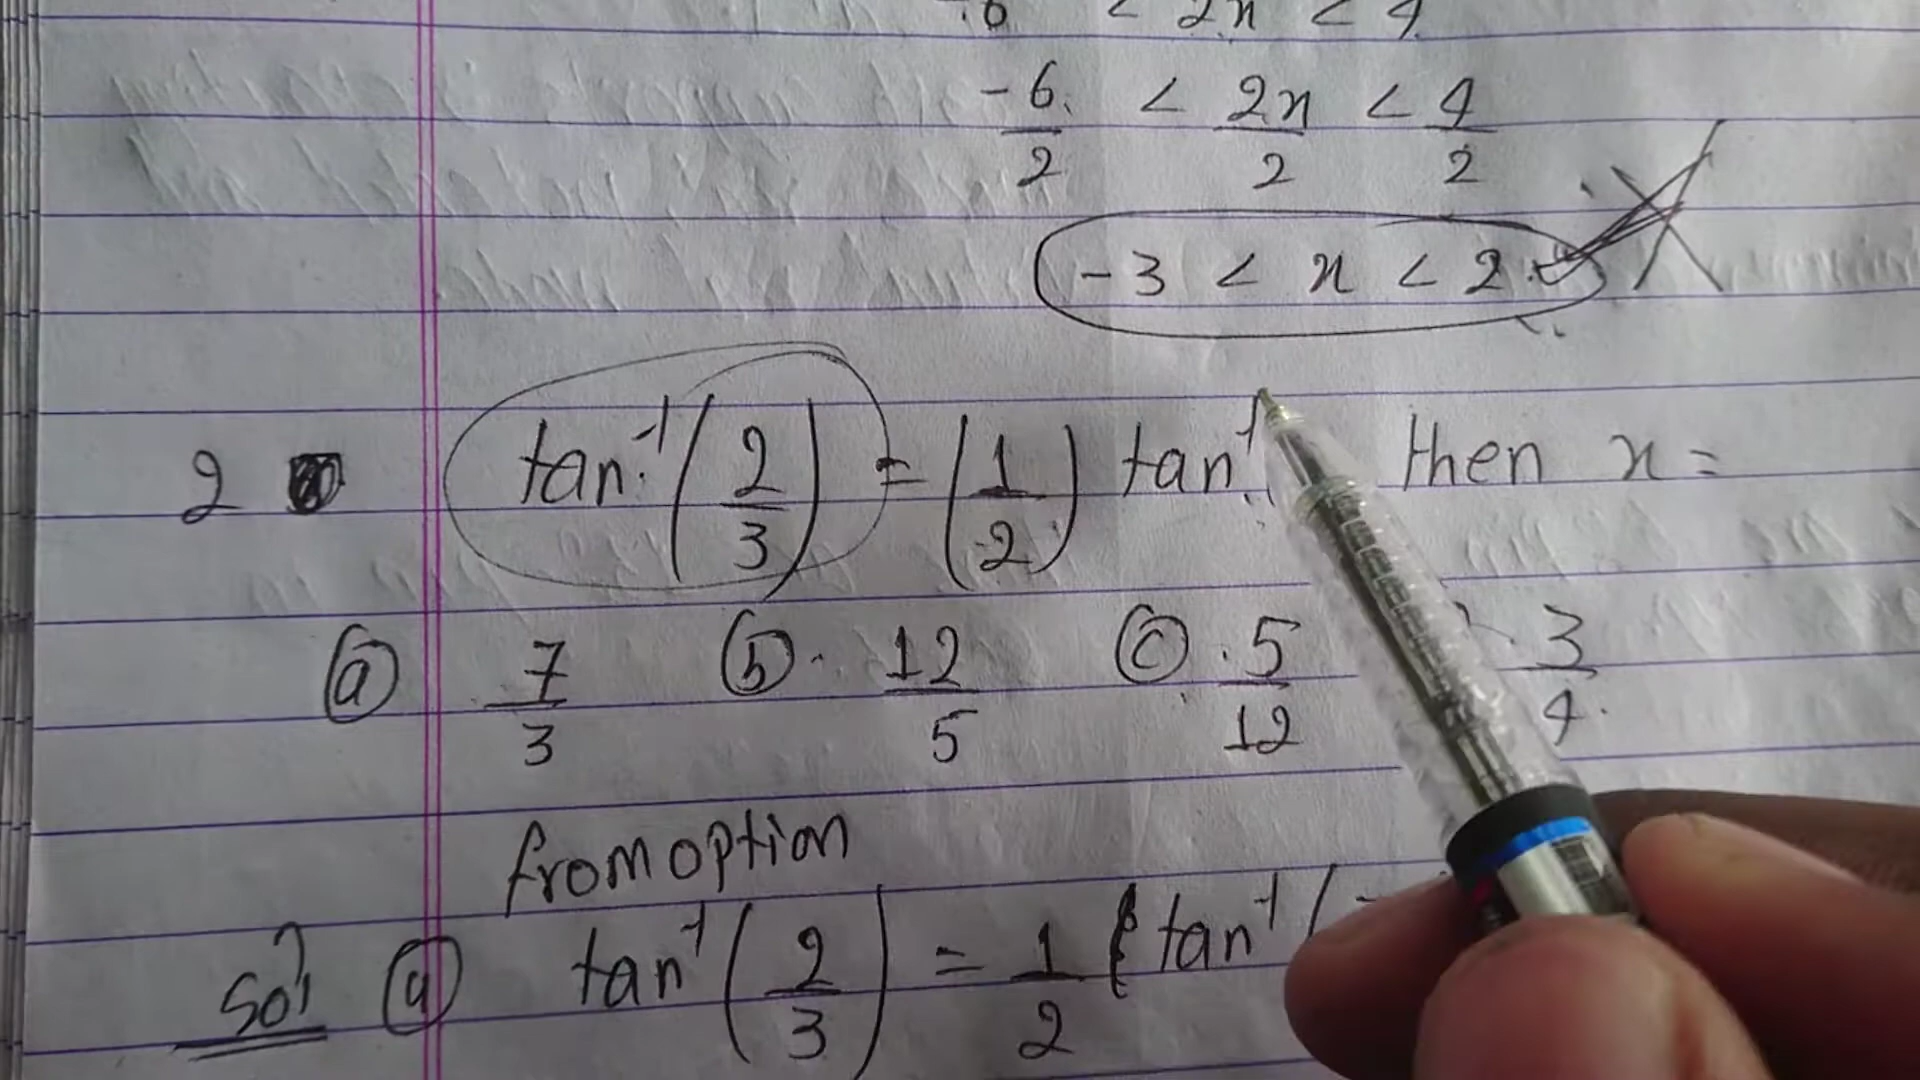 -6 < 2x < 4
-6/2 < 2x/2 < 4/2
-3 < x < 2
2 tan⁻¹(2/3) = (1/2) tan⁻¹ then x =
(a) 7/3 (b) 12/5 (c) 5/12 3/4
from option
Sol (a) tan⁻¹(2/3) = 1/2 { tan⁻¹(